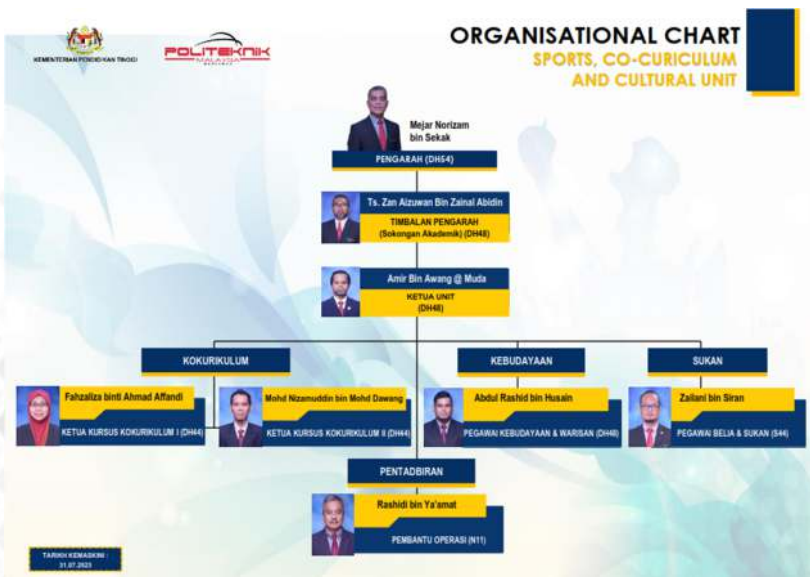 ORGANISATIONAL CHART
SPORTS, CO-CURICULUM
AND CULTURAL UNIT
KEMENTERIAN PENDIDIKAN TINGGI
POLITEKNIK
MALAYSIA
Mejar Norizam
bin Sekak
PENGARAH (DH54)
Ts. Zan Aizuwan Bin Zainal Abidin
TIMBALAN PENGARAH
(Sokongan Akademik) (DH48)
Amir Bin Awang @ Muda
KETUA UNIT
(DH48)
KOKURIKULUM
KEBUDAYAAN
SUKAN
Fahzaliza binti Ahmad Affandi
KETUA KURSUS KOKURIKULUM I (DH44)
Mohd Nizamuddin bin Mohd Dawang
KETUA KURSUS KOKURIKULUM II (DH44)
Abdul Rashid bin Husain
PEGAWAI KEBUDAYAAN & WARISAN (DH48)
Zailani bin Siran
PEGAWAI BELIA & SUKAN (S44)
PENTADBIRAN
Rashidi bin Ya'amat
PEMBANTU OPERASI (N11)
TARIKH KEMASKINI :
31.07.2023